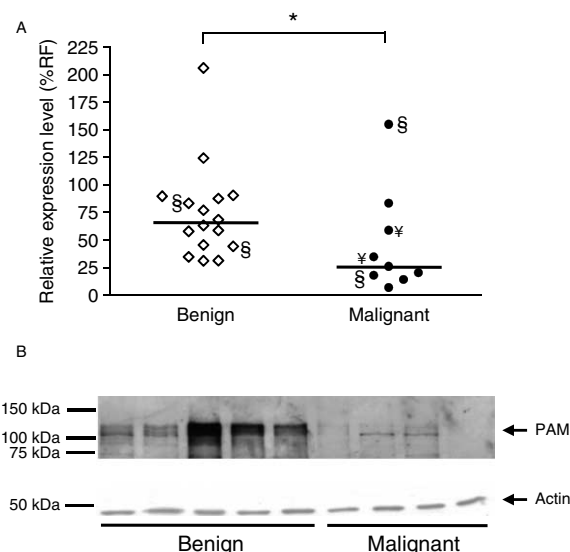 A
*
Relative expression level (%RF)
225
200
175
150
125
100
75
50
25
0
§
§
§
¥
¥
§
Benign
Malignant
B
150 kDa
100 kDa
75 kDa
PAM
50 kDa
Actin
Benign
Malignant